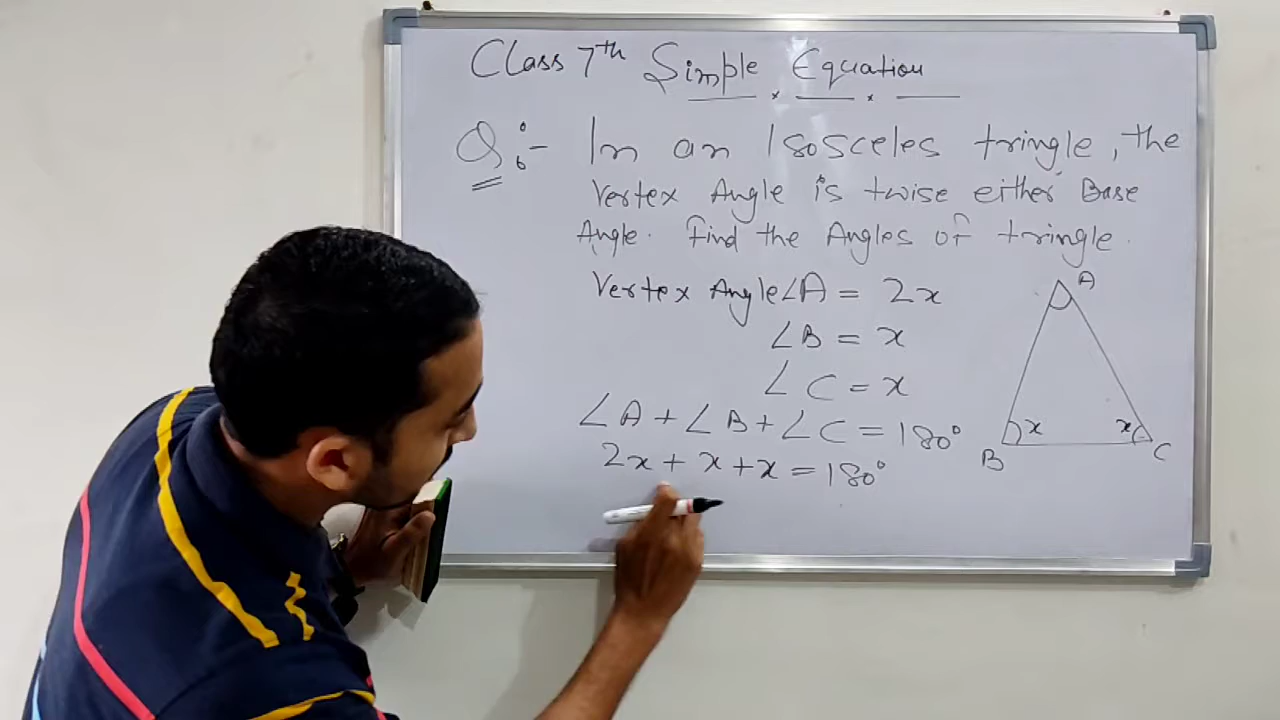 Class 7th Simple Equation
Q:- In an Isosceles tringle, the
Vertex Angle is twise either Base
Angle. find the Angles of tringle.
Vertex Angle ∠A = 2x
∠B = x
∠C = x
∠A + ∠B + ∠C = 180°
2x + x + x = 180°
A
x
x
B
C